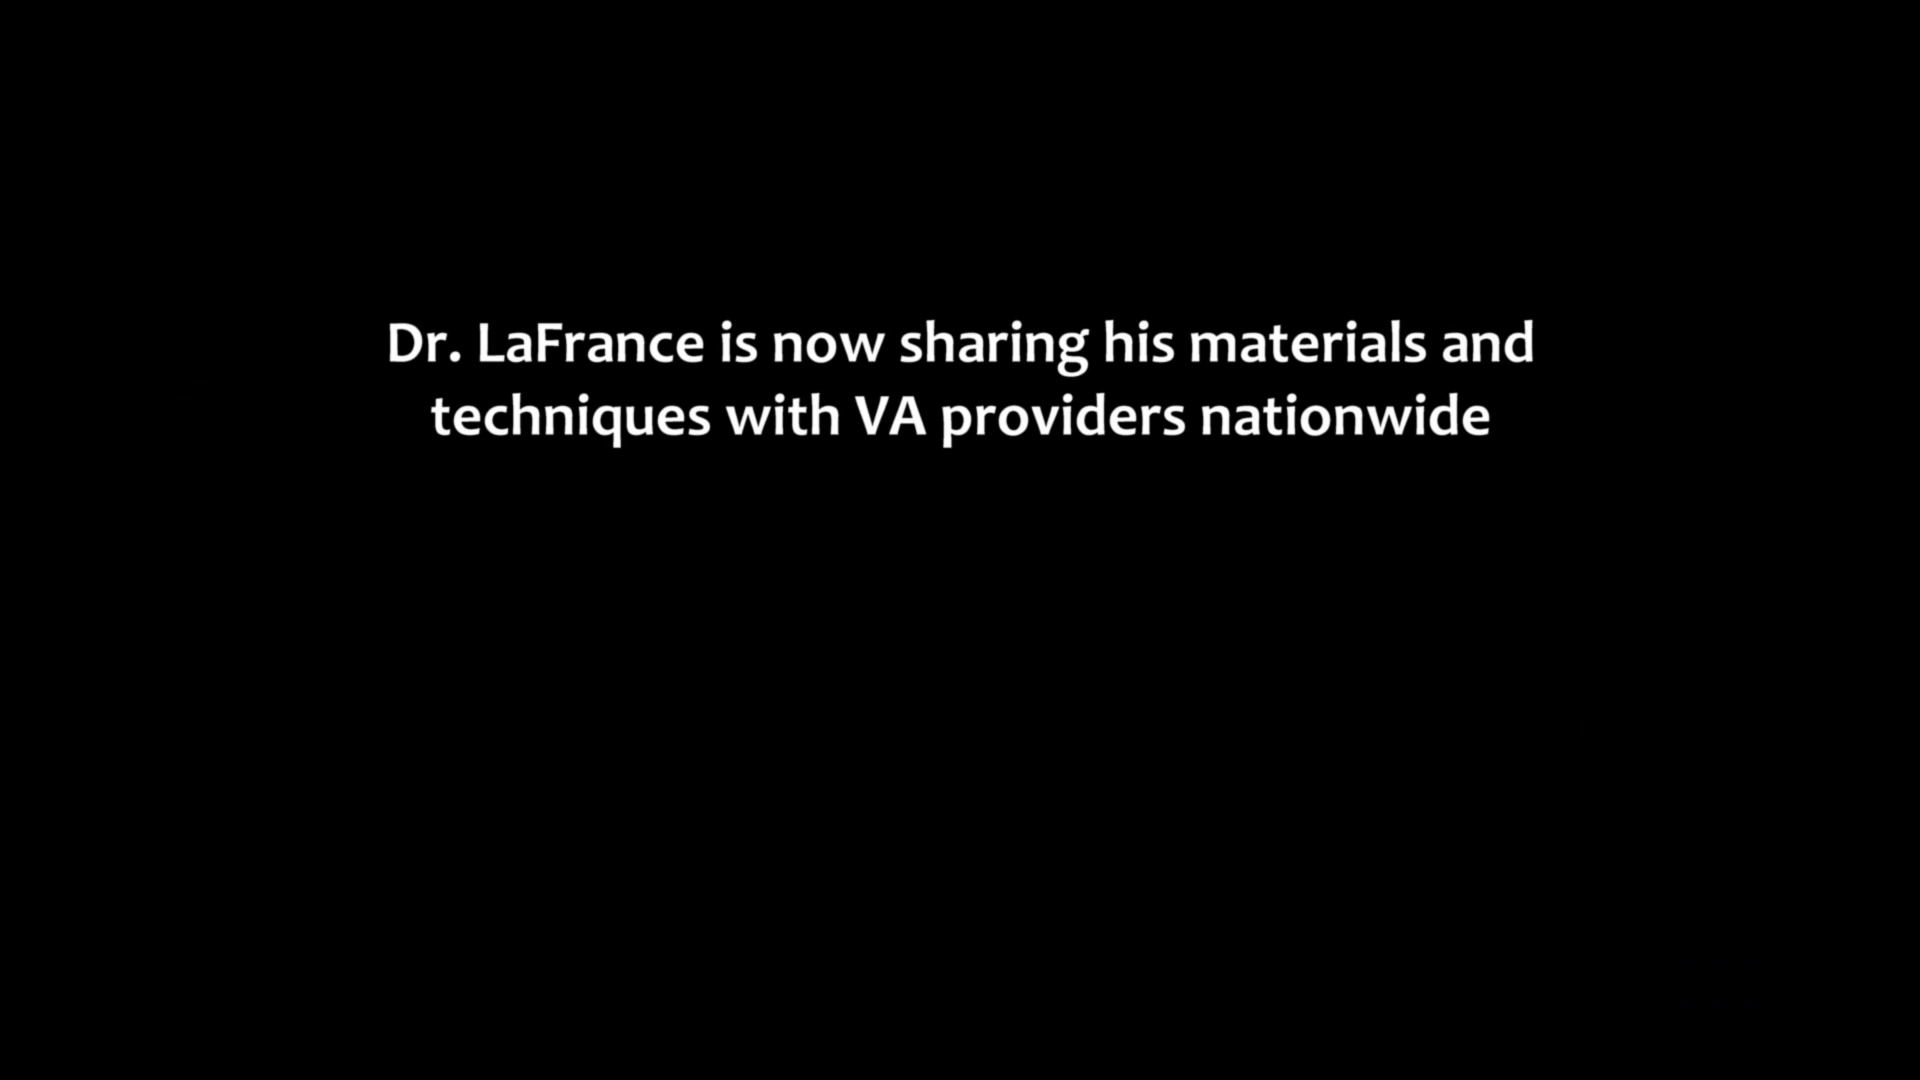 Dr. LaFrance is now sharing his materials and
techniques with VA providers nationwide